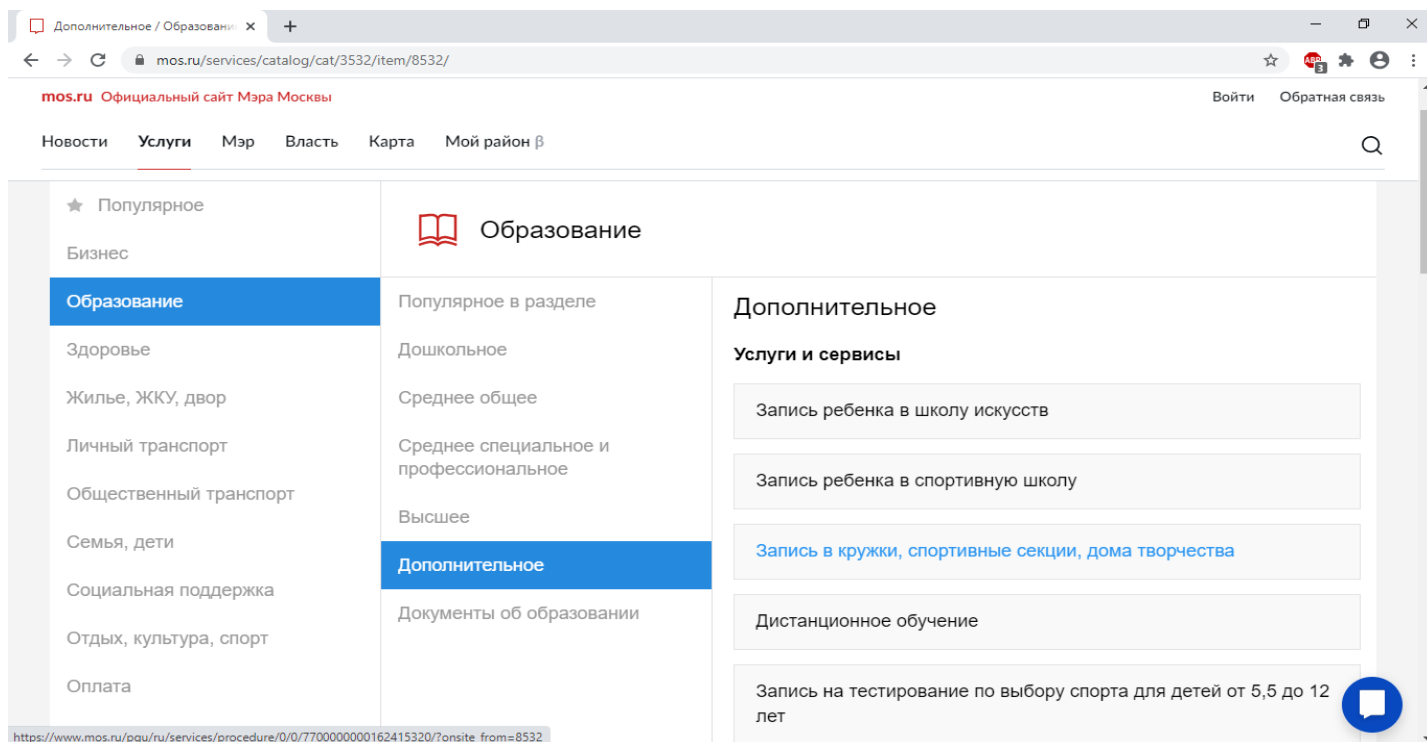 Дополнительное / Образовани
mos.ru/services/catalog/cat/3532/item/8532/
ABP
3
mos.ru Официальный сайт Мэра Москвы
Войти
Обратная связь
Новости
Услуги
Мэр
Власть
Карта
Мой район β
Популярное
Бизнес
Образование
Здоровье
Жилье, ЖКУ, двор
Личный транспорт
Общественный транспорт
Семья, дети
Социальная поддержка
Отдых, культура, спорт
Оплата
Образование
Популярное в разделе
Дошкольное
Среднее общее
Среднее специальное и
профессиональное
Высшее
Дополнительное
Документы об образовании
Дополнительное
Услуги и сервисы
Запись ребенка в школу искусств
Запись ребенка в спортивную школу
Запись в кружки, спортивные секции, дома творчества
Дистанционное обучение
Запись на тестирование по выбору спорта для детей от 5,5 до 12
лет
https://www.mos.ru/pgu/ru/services/procedure/0/0/7700000000162415320/?onsite_from=8532